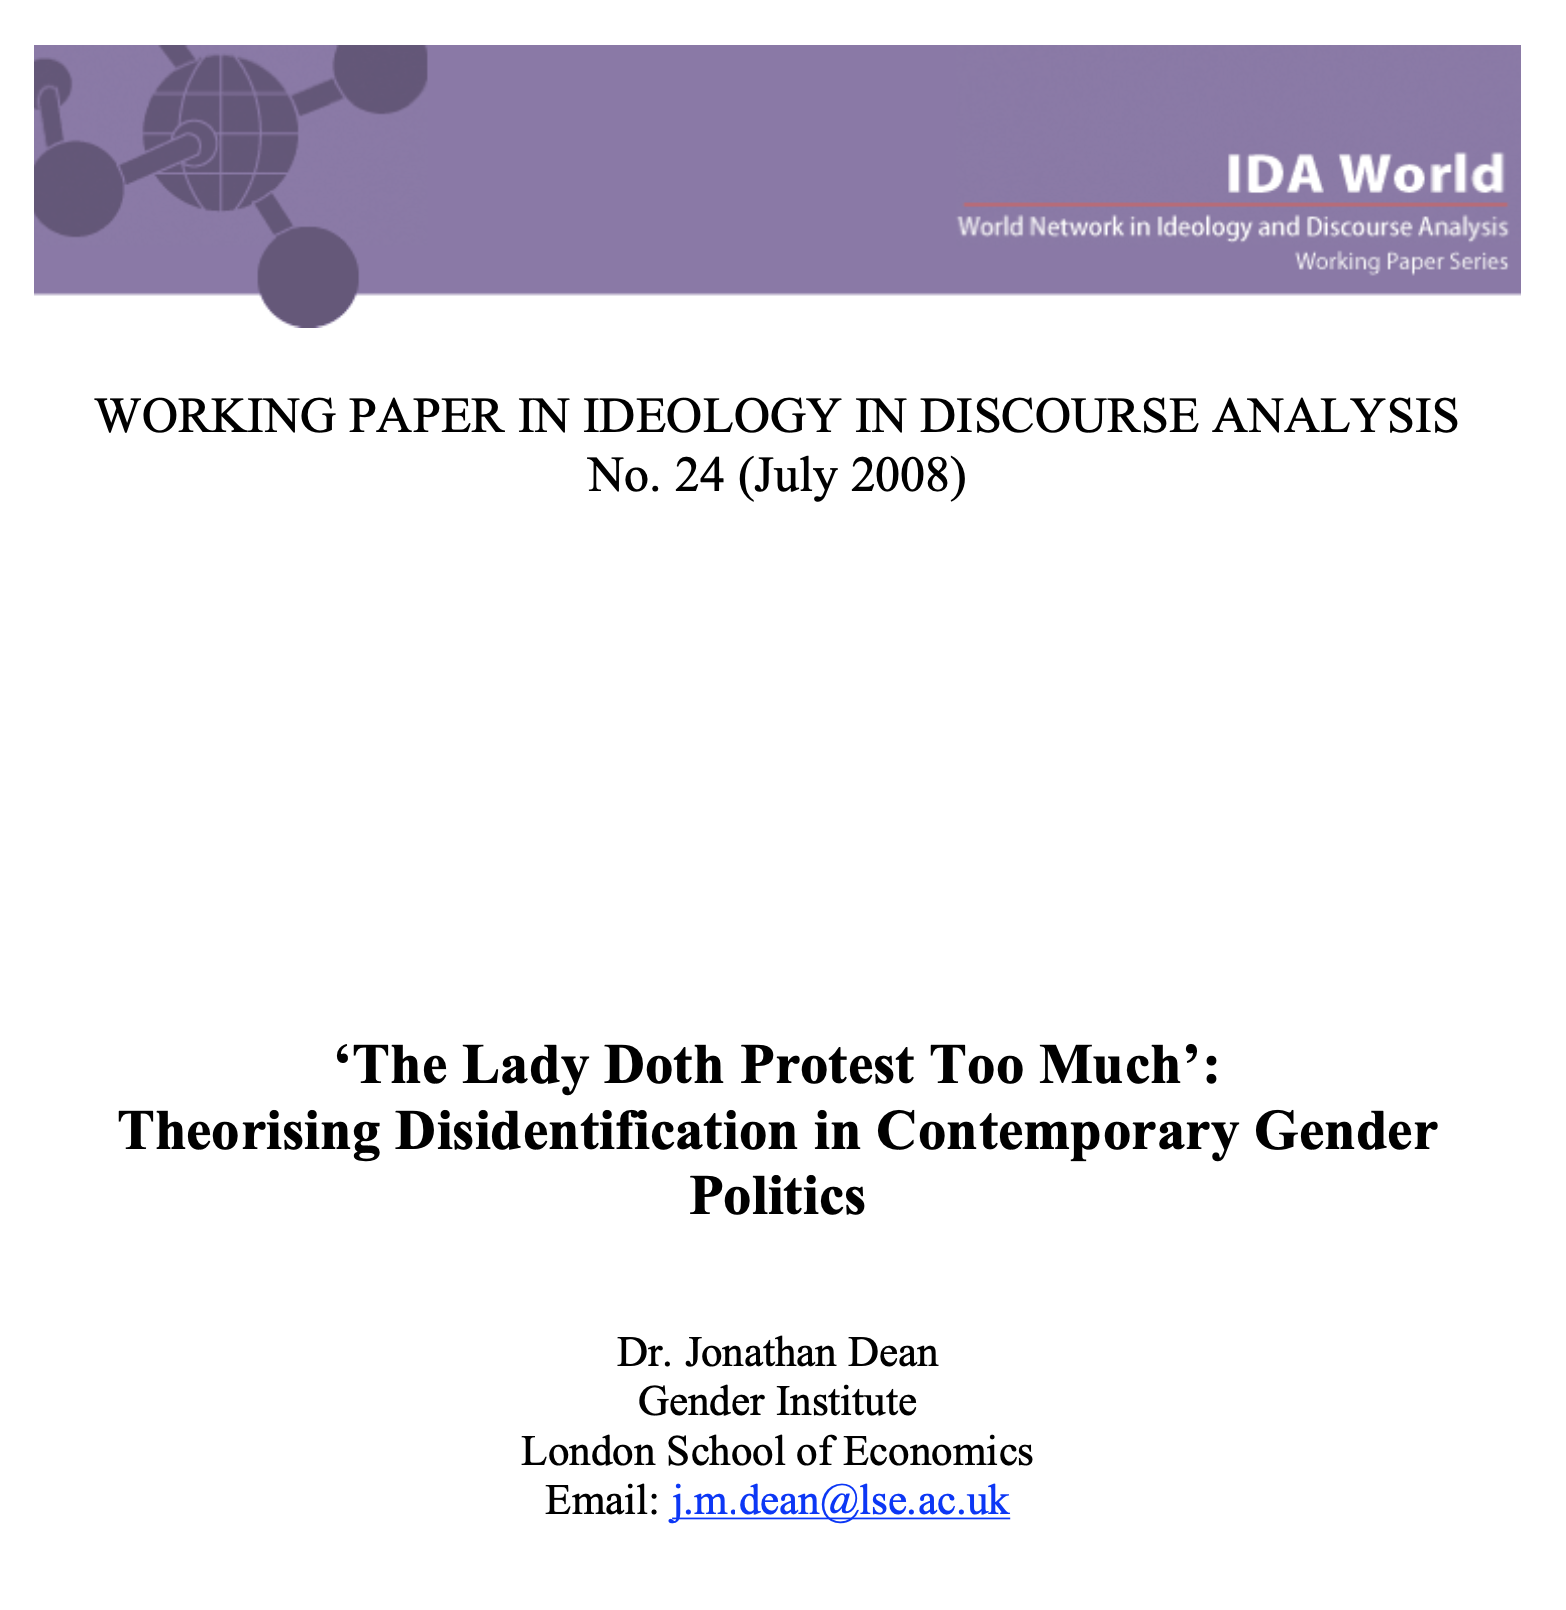 IDA World
World Network in Ideology and Discourse Analysis
Working Paper Series
WORKING PAPER IN IDEOLOGY IN DISCOURSE ANALYSIS
No. 24 (July 2008)
‘The Lady Doth Protest Too Much’:
Theorising Disidentification in Contemporary Gender
Politics
Dr. Jonathan Dean
Gender Institute
London School of Economics
Email: j.m.dean@lse.ac.uk